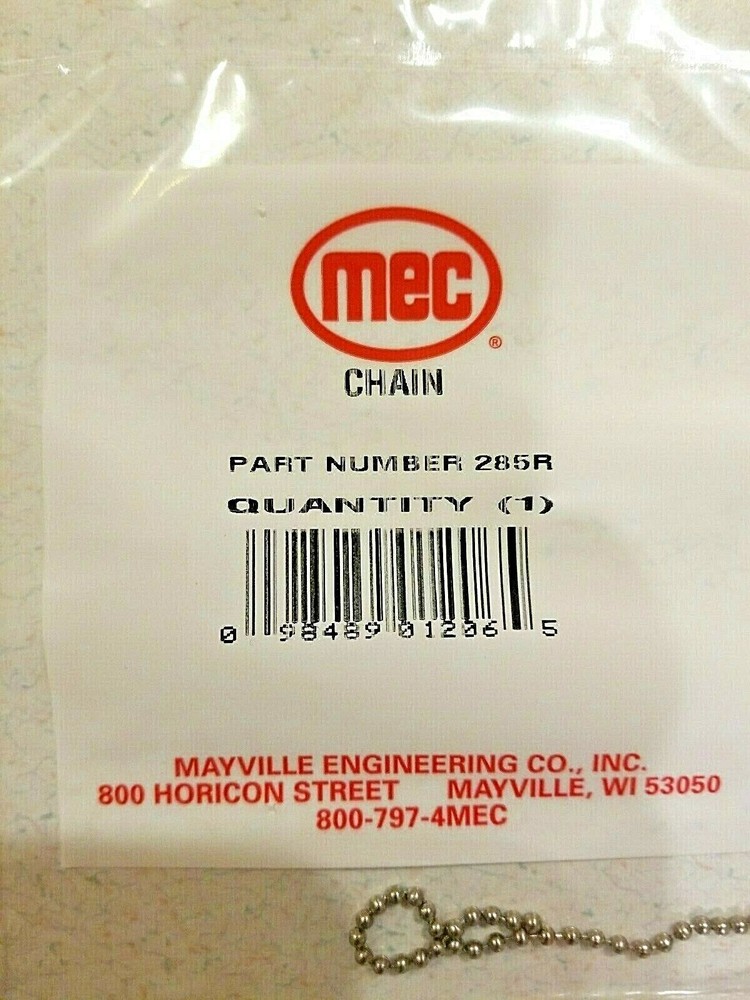 mec
®
CHAIN
PART NUMBER 285R
QUANTITY (1)
0 98489 01206 5
MAYVILLE ENGINEERING CO., INC.
800 HORICON STREET MAYVILLE, WI 53050
800-797-4MEC